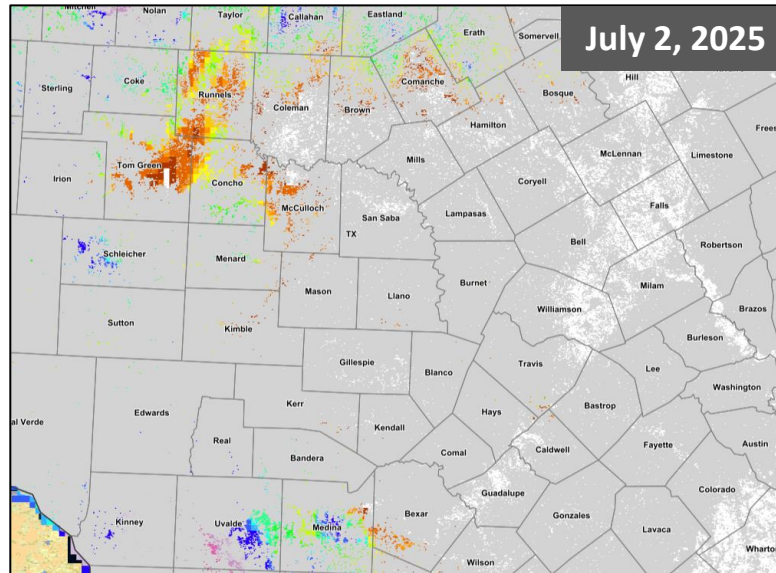 July 2, 2025
Mitchell
Nolan
Taylor
Callahan
Eastland
Erath
Somervell
Hill
Sterling
Coke
Runnels
Coleman
Brown
Comanche
Bosque
Hamilton
McLennan
Limestone
Frees
Irion
Tom Green
Concho
McCulloch
Mills
San Saba
Lampasas
Coryell
Falls
TX
Bell
Robertson
Schleicher
Menard
Mason
Llano
Burnet
Williamson
Milam
Brazos
Sutton
Kimble
Burleson
Gillespie
Blanco
Travis
Lee
Washington
al Verde
Edwards
Real
Kerr
Kendall
Hays
Bastrop
Bandera
Comal
Caldwell
Fayette
Austin
Kinney
Uvalde
Medina
Bexar
Guadalupe
Gonzales
Lavaca
Colorado
Wilson
Wharto